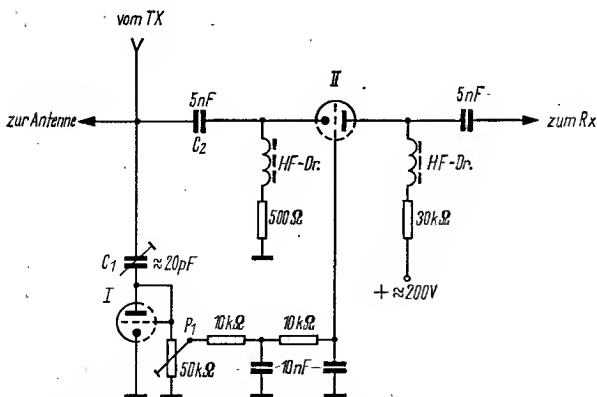 vom TX
II
5nF
5nF
zur Antenne
zum Rx
C2
HF-Dr.
HF-Dr.
500Ω
30kΩ
C1
≈20pF
+ ≈200V
I
P1
10kΩ
10kΩ
50kΩ
10nF